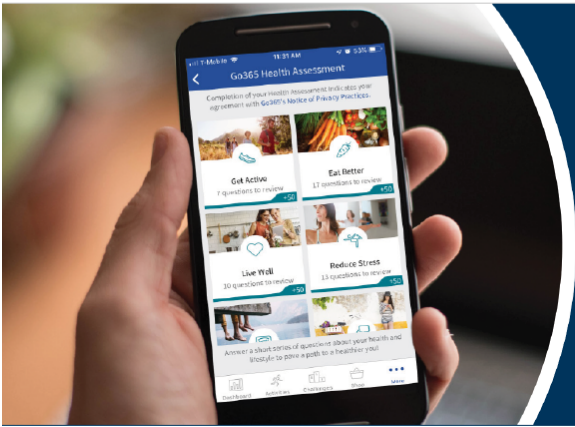 T-Mobile
11:21 AM
53%
Go365 Health Assessment
Completion of your Health Assessment indicates your
agreement with Go365's Notice of Privacy Practices.
Get Active
7 questions to review
+50
Eat Better
17 questions to review
+50
Live Well
10 questions to review
+50
Reduce Stress
13 questions to review
+50
Answer a short series of questions about your health and
lifestyle to pave a path to a healthier you!
Dashboard
Activities
Challenges
Shop
More